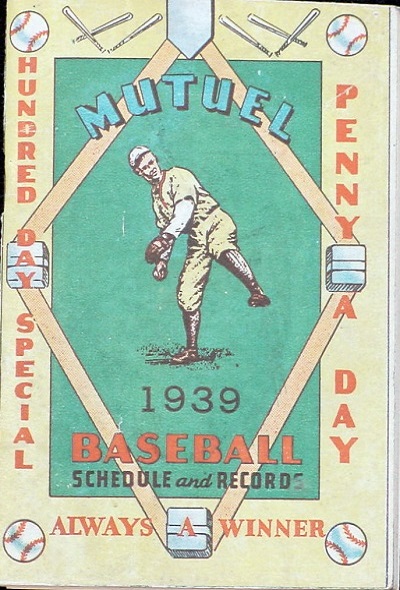 MUTUEL
HUNDRED DAY SPECIAL
PENNY A DAY
1939
BASEBALL
SCHEDULE and RECORDS
ALWAYS A WINNER